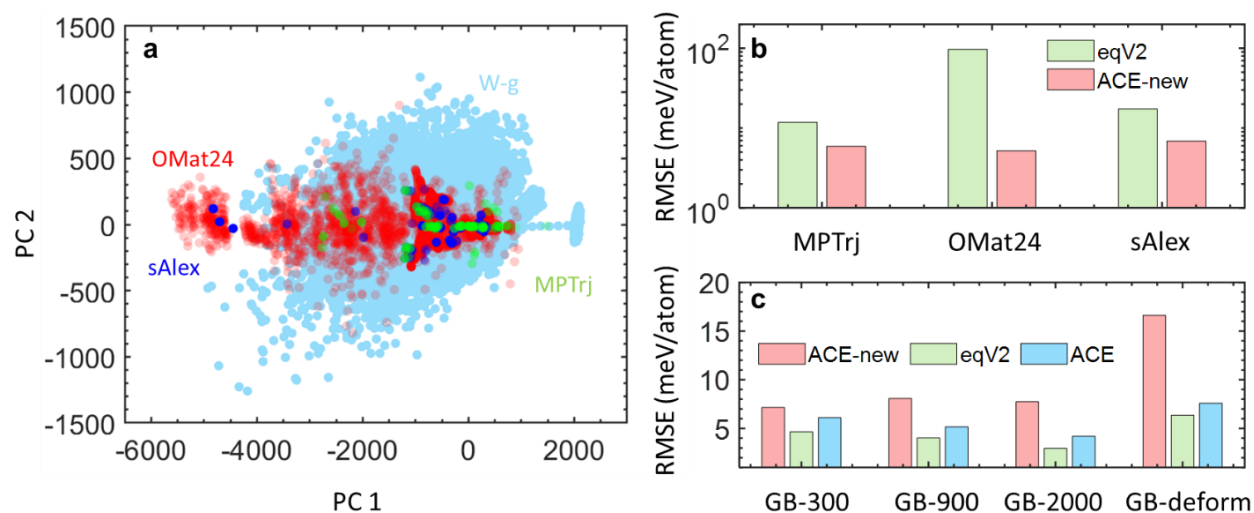 a
1500
1000
500
0
-500
-1000
-1500
PC 2
W-g
OMat24
sAlex
MPTrj
-6000 -4000 -2000 0 2000
PC 1
b
10²
10⁰
RMSE (meV/atom)
eqV2
ACE-new
MPTrj OMat24 sAlex
c
20
15
10
5
RMSE (meV/atom)
ACE-new eqV2 ACE
GB-300 GB-900 GB-2000 GB-deform